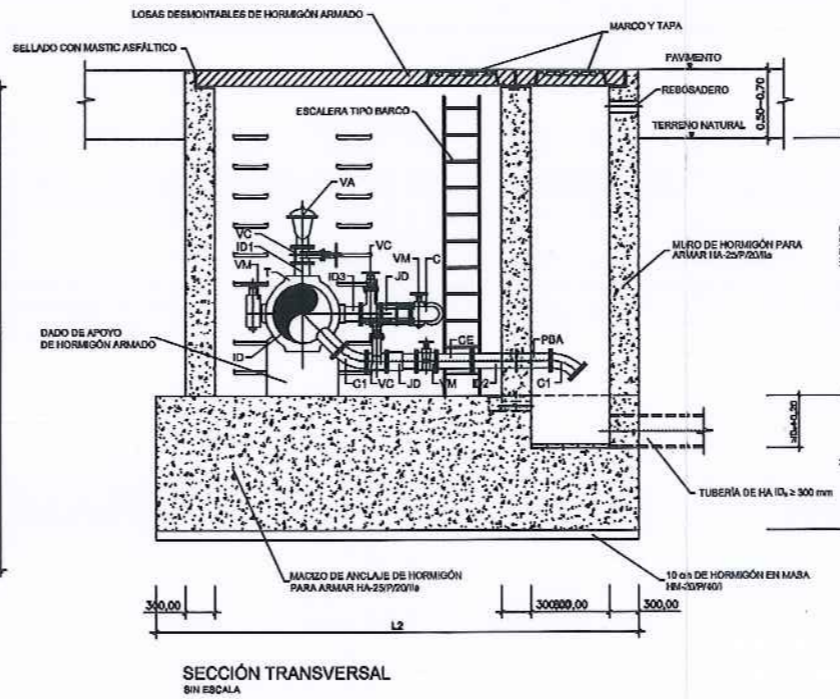 LOSAS DESMONTABLES DE HORMIGÓN ARMADO
MARCO Y TAPA
SELLADO CON MASTIC ASFÁLTICO
PAVIMENTO
REBOSADERO
ESCALERA TIPO BARCO
TERRENO NATURAL
0,50-0,70
VA
VC
ID1
VM
T
VC
VM
C
ID3
JD
MURO DE HORMIGÓN PARA
ARMAR HA-25/P/20/IIa
DADO DE APOYO
DE HORMIGÓN ARMADO
ID
CE
PBA
C1
VC
JD
VM
ID2
C1
TUBERÍA DE HA ID₀ ≥ 300 mm
MACIZO DE ANCLAJE DE HORMIGÓN
PARA ARMAR HA-25/P/20/IIa
10 cm DE HORMIGÓN EN MASA
HM-20/P/40/I
300,00
300,00
L2
SECCIÓN TRANSVERSAL
SIN ESCALA